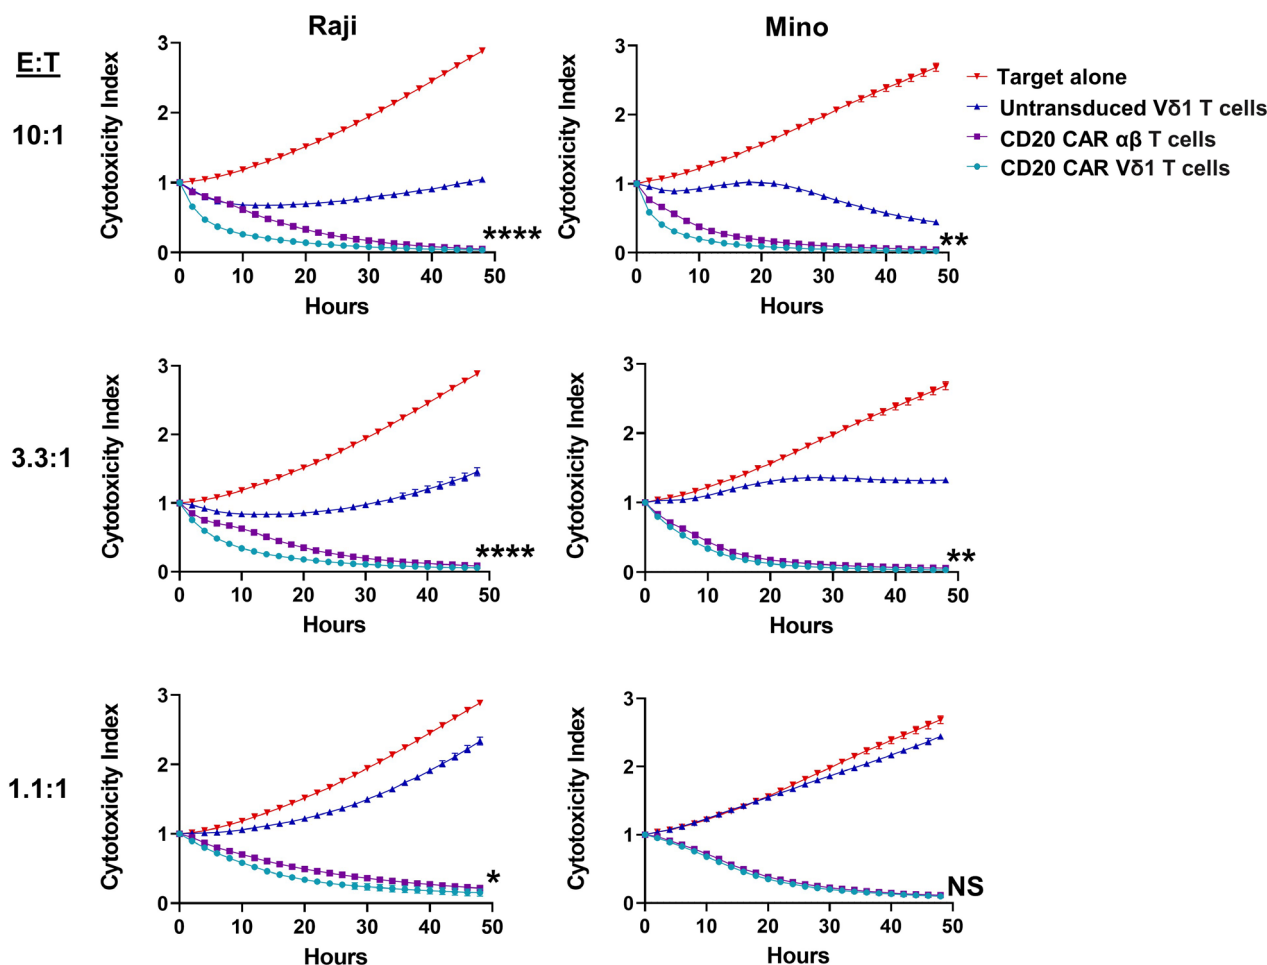 Raji
Mino
E:T
10:1
Cytotoxicity Index
3
2
1
0
0 10 20 30 40 50
Hours
****
Cytotoxicity Index
3
2
1
0
0 10 20 30 40 50
Hours
**
Target alone
Untransduced Vδ1 T cells
CD20 CAR αβ T cells
CD20 CAR Vδ1 T cells
3.3:1
Cytotoxicity Index
3
2
1
0
0 10 20 30 40 50
Hours
****
Cytotoxicity Index
3
2
1
0
0 10 20 30 40 50
Hours
**
1.1:1
Cytotoxicity Index
3
2
1
0
0 10 20 30 40 50
Hours
*
Cytotoxicity Index
3
2
1
0
0 10 20 30 40 50
Hours
NS